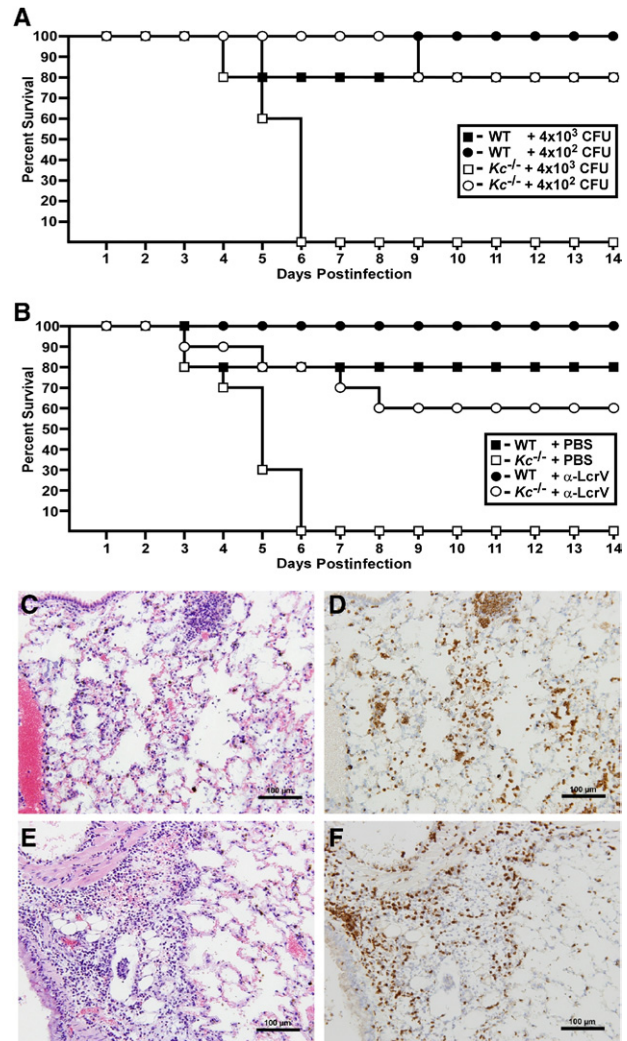 A
Percent Survival
100
90
80
70
60
50
40
30
20
10
■ - WT + 4x10³ CFU
● - WT + 4x10² CFU
□ - Kc⁻/⁻ + 4x10³ CFU
○ - Kc⁻/⁻ + 4x10² CFU
1 2 3 4 5 6 7 8 9 10 11 12 13 14
Days Postinfection
B
Percent Survival
100
90
80
70
60
50
40
30
20
10
■ - WT + PBS
□ - Kc⁻/⁻ + PBS
● - WT + α-LcrV
○ - Kc⁻/⁻ + α-LcrV
1 2 3 4 5 6 7 8 9 10 11 12 13 14
Days Postinfection
C
100 µm
D
100 µm
E
100 µm
F
100 µm